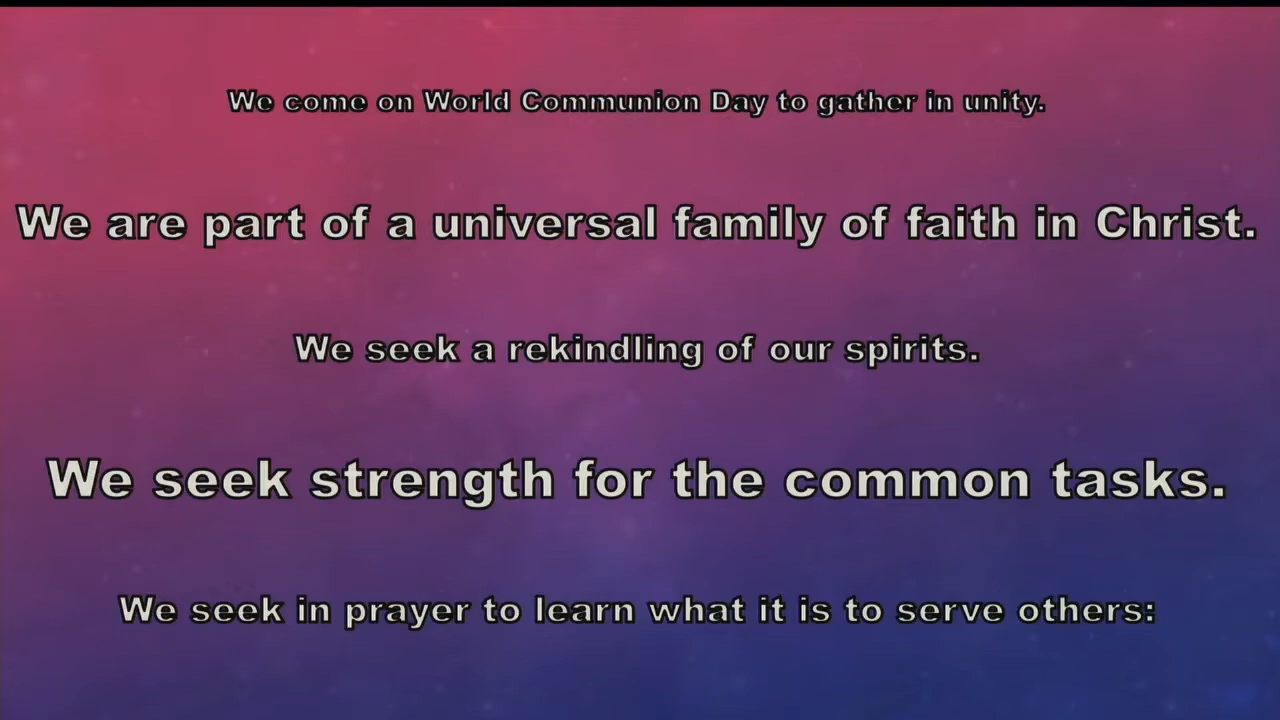 We come on World Communion Day to gather in unity.
We are part of a universal family of faith in Christ.
We seek a rekindling of our spirits.
We seek strength for the common tasks.
We seek in prayer to learn what it is to serve others: